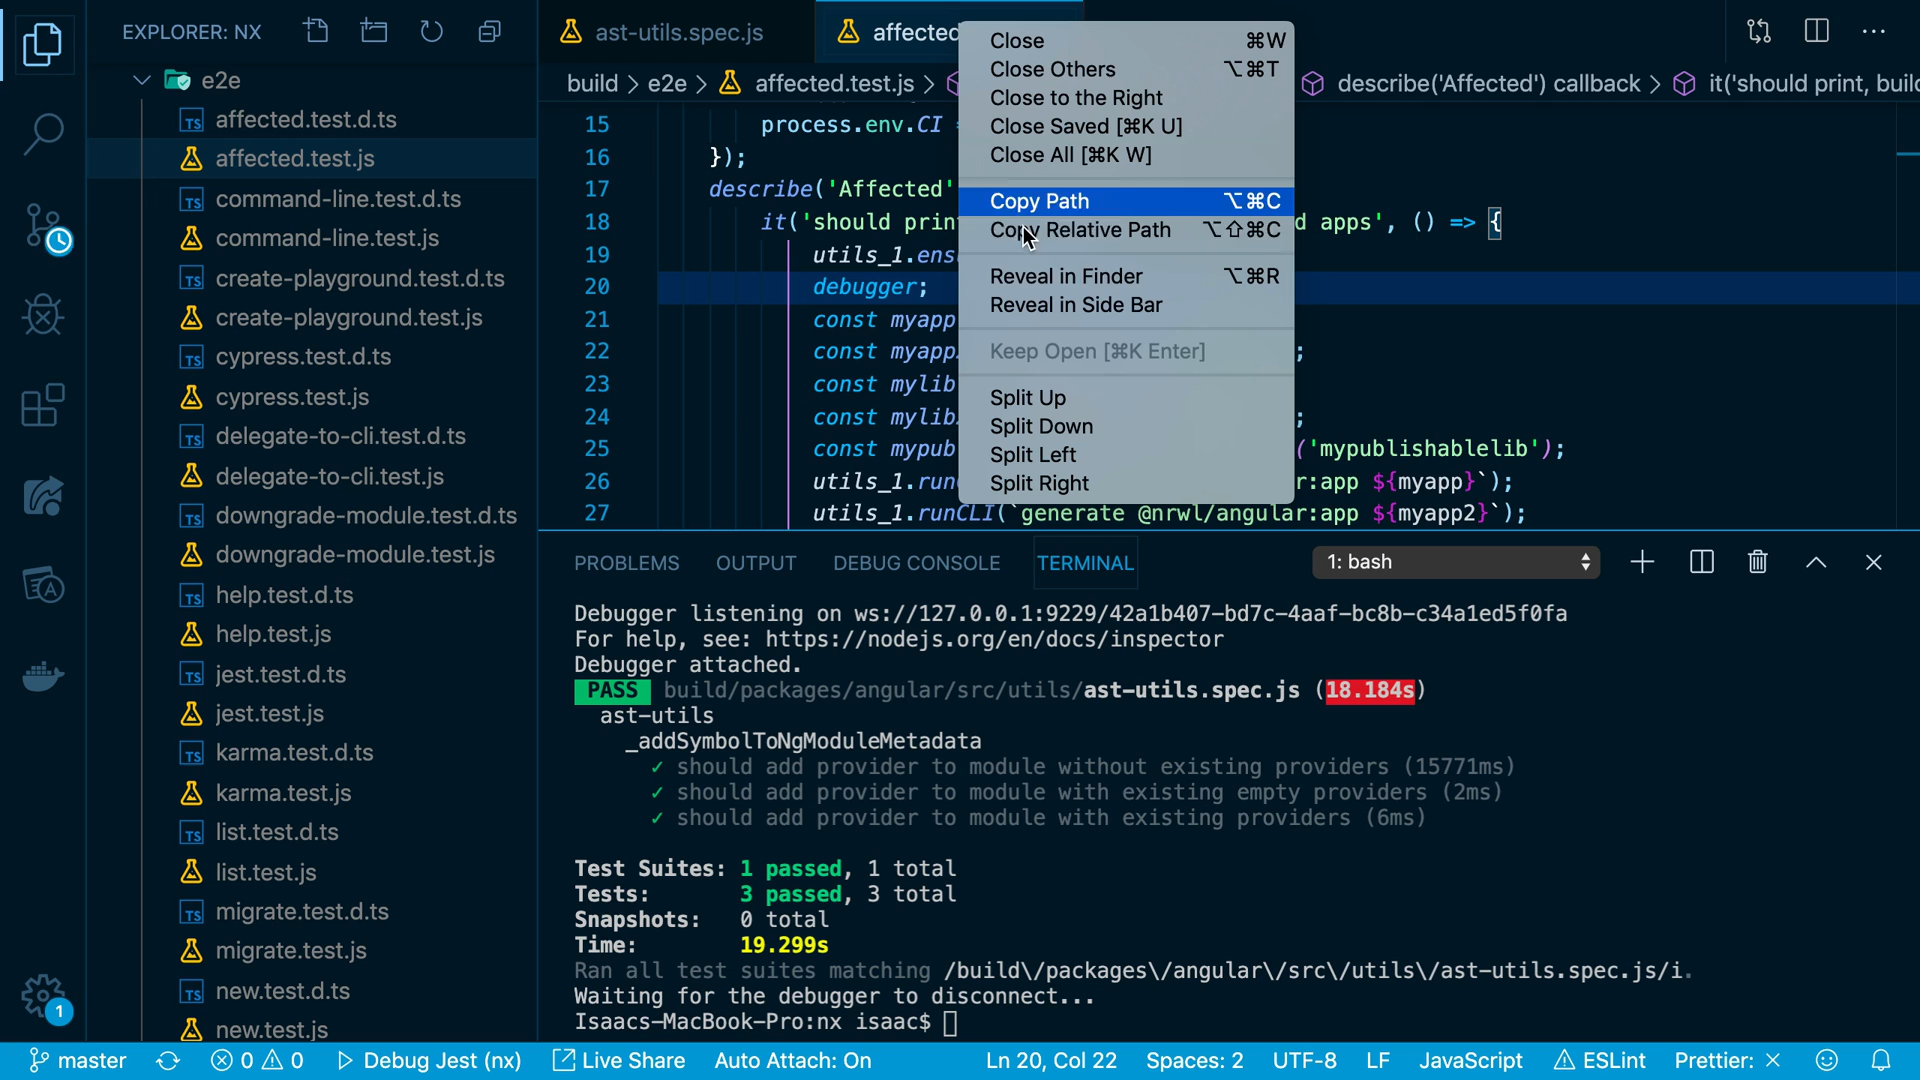 EXPLORER: NX
e2e
affected.test.d.ts
affected.test.js
command-line.test.d.ts
command-line.test.js
create-playground.test.d.ts
create-playground.test.js
cypress.test.d.ts
cypress.test.js
delegate-to-cli.test.d.ts
delegate-to-cli.test.js
downgrade-module.test.d.ts
downgrade-module.test.js
help.test.d.ts
help.test.js
jest.test.d.ts
jest.test.js
karma.test.d.ts
karma.test.js
list.test.d.ts
list.test.js
migrate.test.d.ts
migrate.test.js
new.test.d.ts
new.test.js
1
ast-utils.spec.js
affected
build > e2e > affected.test.js > describe('Affected') callback > it('should print, build
15 process.env.CI
16 });
17 describe('Affected'
18 it('should prin d apps', () => {
19 utils_1.ens
20 debugger;
21 const myapp
22 const myapp ;
23 const mylib
24 const mylib ;
25 const mypub ('mypublishablelib');
26 utils_1.run r:app ${myapp}`);
27 utils_1.runCLI(`generate @nrwl/angular:app ${myapp2}`);
Close ⌘W
Close Others ⌥⌘T
Close to the Right
Close Saved [⌘K U]
Close All [⌘K W]
Copy Path ⌥⌘C
Copy Relative Path ⌥⇧⌘C
Reveal in Finder ⌥⌘R
Reveal in Side Bar
Keep Open [⌘K Enter]
Split Up
Split Down
Split Left
Split Right
PROBLEMS OUTPUT DEBUG CONSOLE TERMINAL 1: bash
Debugger listening on ws://127.0.0.1:9229/42a1b407-bd7c-4aaf-bc8b-c34a1ed5f0fa
For help, see: https://nodejs.org/en/docs/inspector
Debugger attached.
PASS build/packages/angular/src/utils/ast-utils.spec.js (18.184s)
ast-utils
_addSymbolToNgModuleMetadata
✓ should add provider to module without existing providers (15771ms)
✓ should add provider to module with existing empty providers (2ms)
✓ should add provider to module with existing providers (6ms)
Test Suites: 1 passed, 1 total
Tests: 3 passed, 3 total
Snapshots: 0 total
Time: 19.299s
Ran all test suites matching /build\/packages\/angular\/src\/utils\/ast-utils.spec.js/i.
Waiting for the debugger to disconnect...
Isaacs-MacBook-Pro:nx isaac$
master 0 0 Debug Jest (nx) Live Share Auto Attach: On Ln 20, Col 22 Spaces: 2 UTF-8 LF JavaScript ESLint Prettier: ×